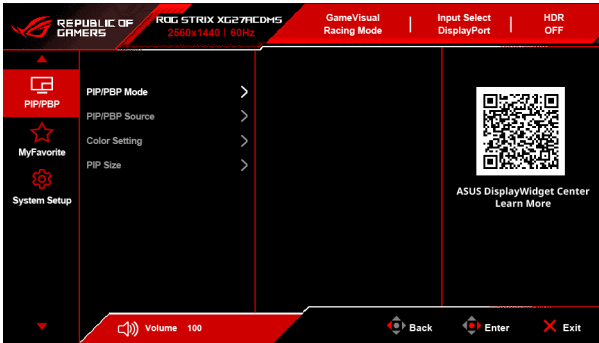 REPUBLIC OF
GAMERS
ROG STRIX XG27ACDMS
2560x1440 | 60Hz
GameVisual
Racing Mode
Input Select
DisplayPort
HDR
OFF
PIP/PBP
MyFavorite
System Setup
PIP/PBP Mode
PIP/PBP Source
Color Setting
PIP Size
ASUS DisplayWidget Center
Learn More
Volume 100
Back
Enter
Exit